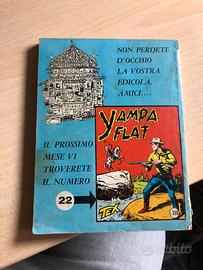 EDICOLA
NON PERDETE
D'OCCHIO
LA VOSTRA
EDICOLA,
AMICI....
YAMPA
FLAT
IL PROSSIMO
MESE VI
TROVERETE
IL NUMERO
22
TEX
subito